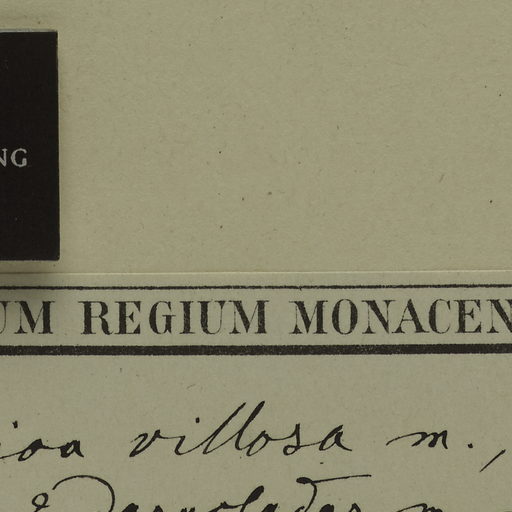 NG
UM REGIUM MONACEN
ioa villosa m.,